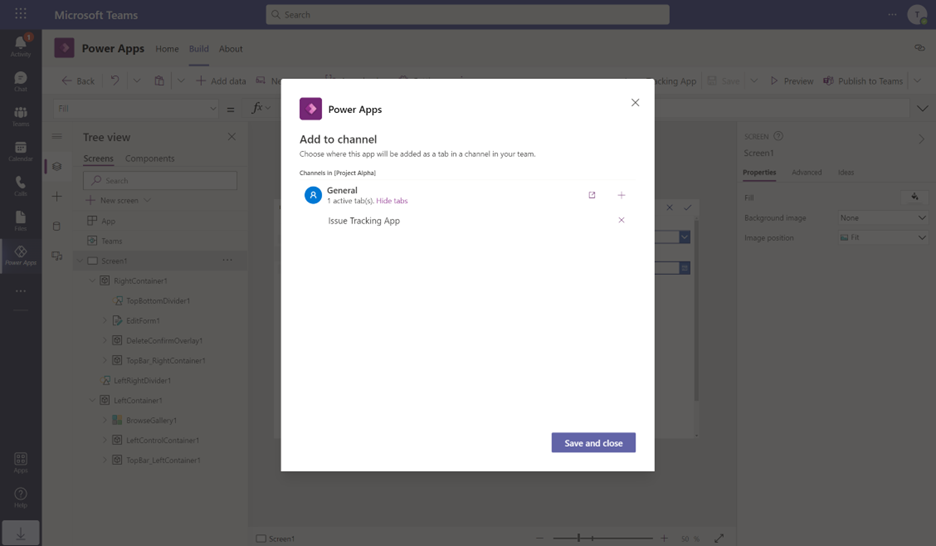 Microsoft Teams
Search
T
1
Activity
Chat
Teams
Calendar
Calls
Files
Power Apps
Apps
Help
Power Apps Home Build About
Back
Add data
Tracking App
Save
Preview
Publish to Teams
Fill
=
fx
Tree view
Screens Components
Search
New screen
App
Teams
Screen1
RightContainer1
TopBottomDivider1
EditForm1
DeleteConfirmOverlay1
TopBar_RightContainer1
LeftRightDivider1
LeftContainer1
BrowseGallery1
LeftControlContainer1
TopBar_LeftContainer1
Power Apps
Add to channel
Choose where this app will be added as a tab in a channel in your team.
Channels in [Project Alpha]
General
1 active tab(s). Hide tabs
Issue Tracking App
Save and close
SCREEN
Screen1
Properties Advanced Ideas
Fill
Background image None
Image position Fit
Screen1
50 %